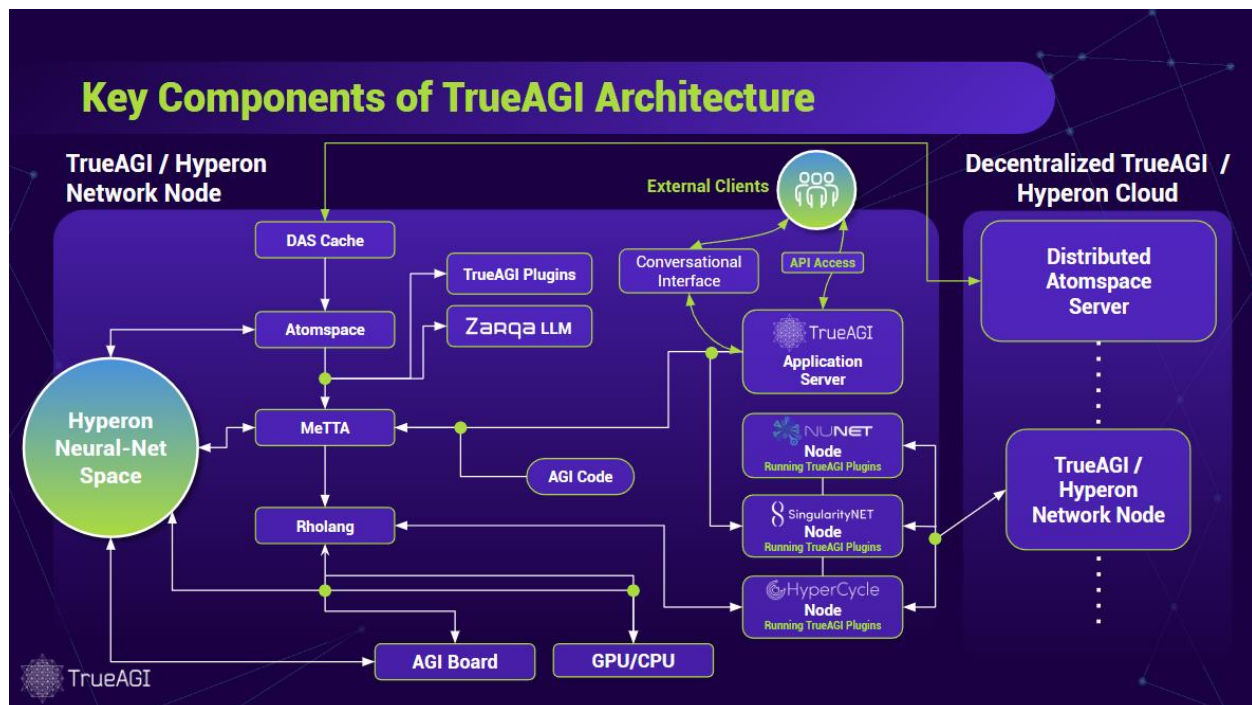 Key Components of TrueAGI Architecture
TrueAGI / Hyperon
Network Node
External Clients
Decentralized TrueAGI /
Hyperon Cloud
DAS Cache
TrueAGI Plugins
Conversational
Interface
API Access
Distributed
Atomspace
Server
Atomspace
Zarqa LLM
TrueAGI
Application
Server
Hyperon
Neural-Net
Space
MeTTA
AGI Code
NUNET
Node
Running TrueAGI Plugins
TrueAGI /
Hyperon
Network Node
Rholang
SingularityNET
Node
Running TrueAGI Plugins
HyperCycle
Node
Running TrueAGI Plugins
AGI Board
GPU/CPU
TrueAGI